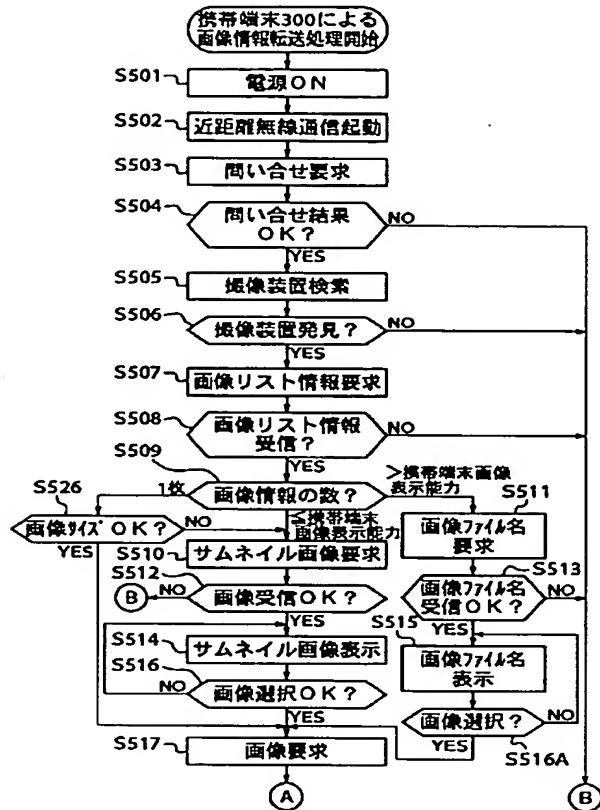 携帯端末300による
画像情報転送処理開始
S501
電源ON
S502
近距離無線通信起動
S503
問い合せ要求
S504
問い合せ結果
OK?
NO
YES
S505
撮像装置検索
S506
撮像装置発見?
NO
YES
S507
画像リスト情報要求
S508
画像リスト情報
受信?
NO
YES
S509
画像情報の数?
1枚
>携帯端末画像
表示能力
≦携帯端末
画像表示能力
S526
画像サイズOK?
NO
YES
S510
サムネイル画像要求
S511
画像ファイル名
要求
S512
画像受信OK?
NO
B
YES
S513
画像ファイル名
受信OK?
NO
YES
S514
サムネイル画像表示
S515
画像ファイル名
表示
S516
画像選択OK?
NO
YES
画像選択?
NO
YES
S516A
S517
画像要求
A
B